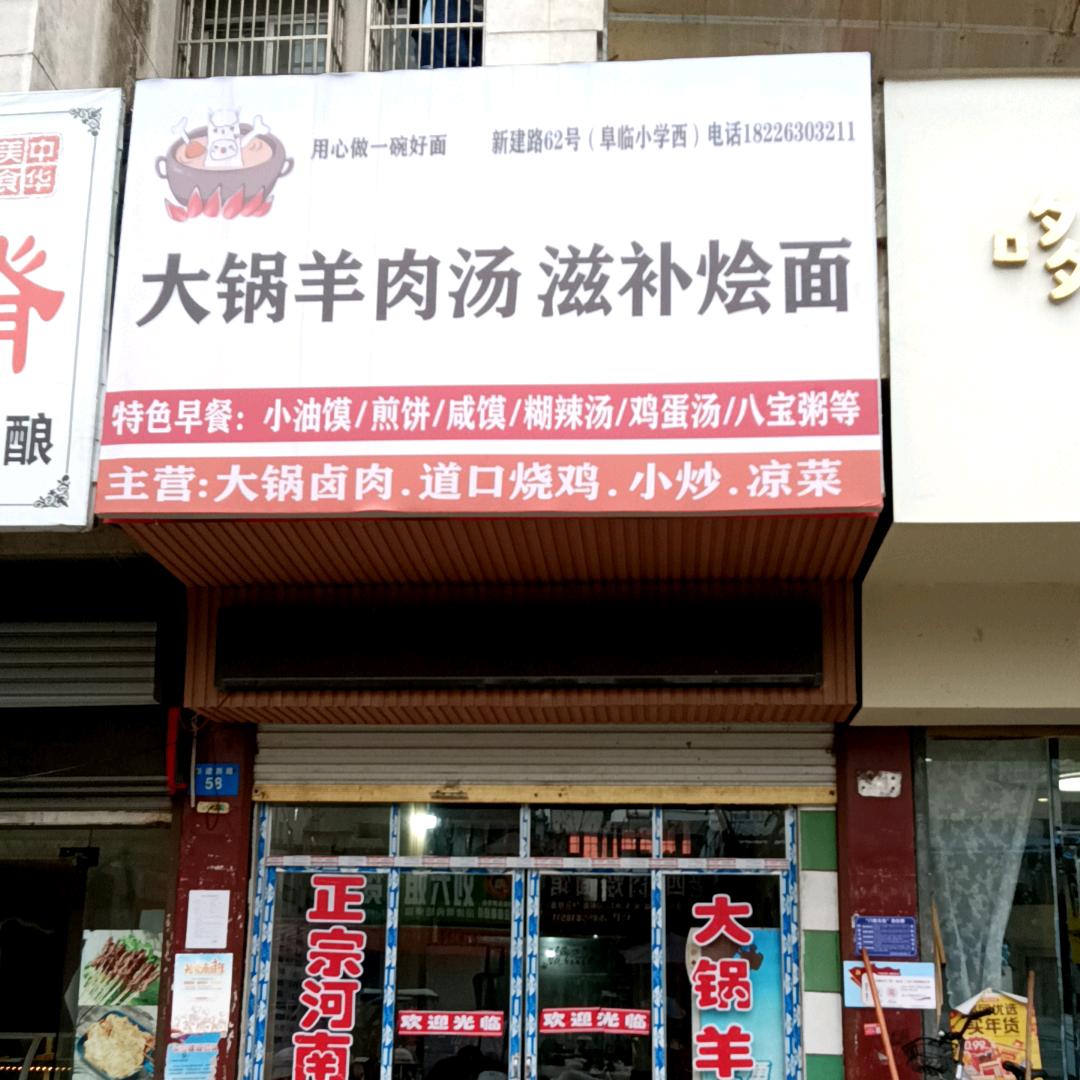 中华
美食
脊
酿
用心做一碗好面
新建路62号（阜临小学西）电话18226303211
大锅羊肉汤 滋补烩面
特色早餐：小油馍/煎饼/咸馍/糊辣汤/鸡蛋汤/八宝粥等
主营:大锅卤肉.道口烧鸡.小炒.凉菜
哆
58
正宗河南
大锅羊
欢迎光临
欢迎光临
买年货